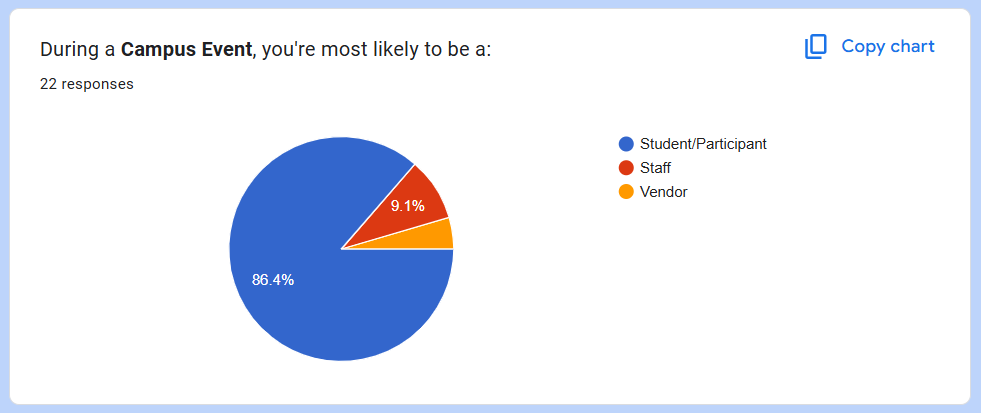 During a Campus Event, you're most likely to be a:
Copy chart
22 responses
Student/Participant
Staff
Vendor
9.1%
86.4%